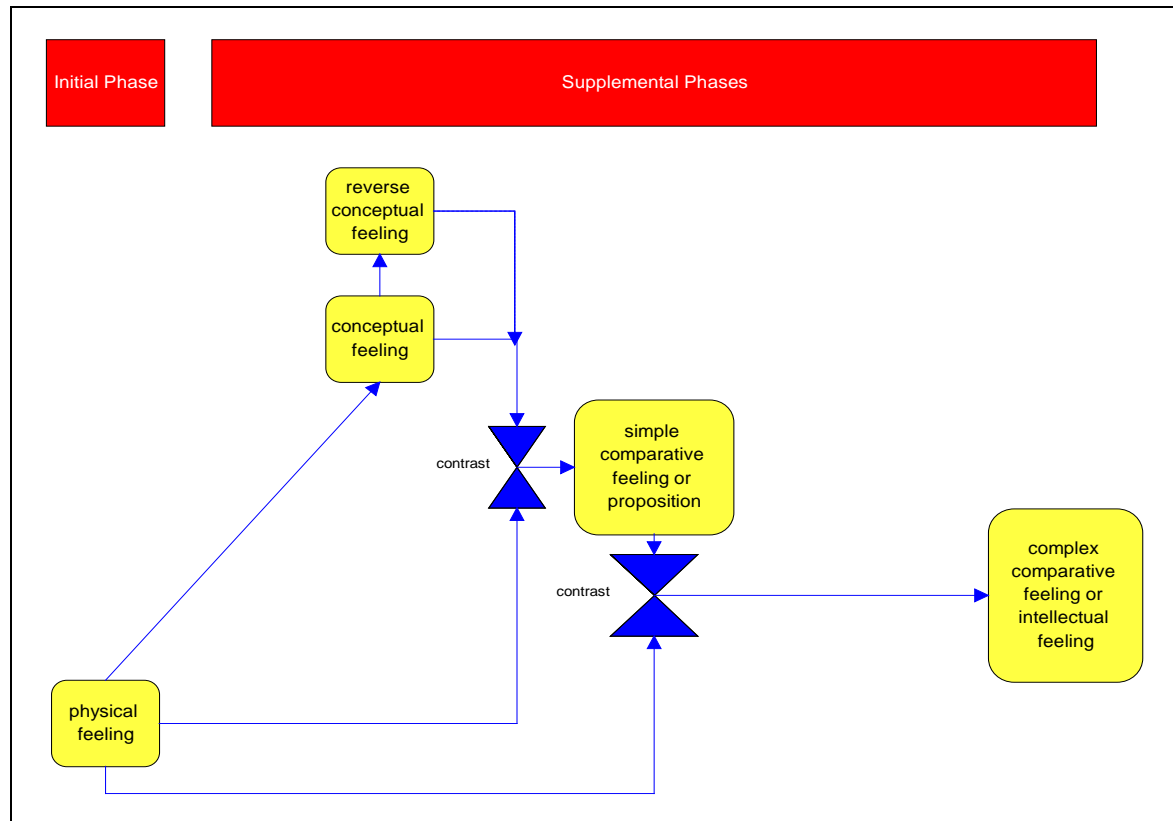 Initial Phase
Supplemental Phases
reverse
conceptual
feeling
conceptual
feeling
contrast
simple
comparative
feeling or
proposition
contrast
complex
comparative
feeling or
intellectual
feeling
physical
feeling